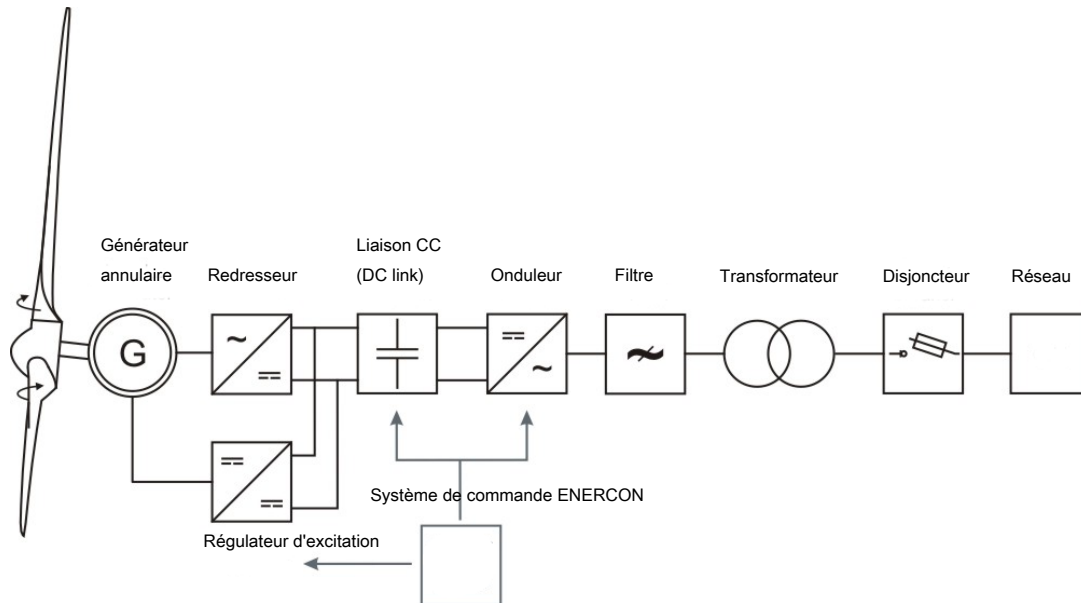 Générateur
annulaire
Redresseur
Liaison CC
(DC link)
Onduleur
Filtre
Transformateur
Disjoncteur
Réseau
G
Système de commande ENERCON
Régulateur d'excitation